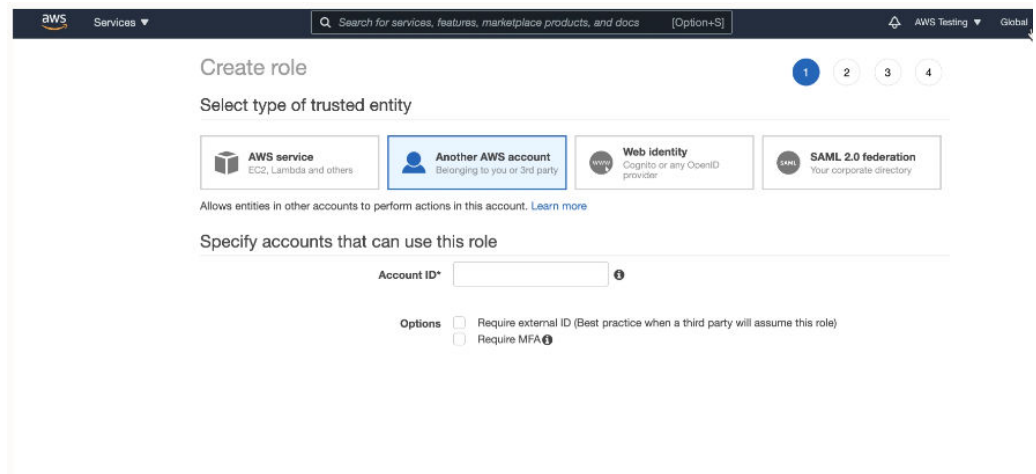 aws Services Search for services, features, marketplace products, and docs [Option+S] AWS Testing Global
Create role 1 2 3 4
Select type of trusted entity
AWS service
EC2, Lambda and others
Another AWS account
Belonging to you or 3rd party
www
Web identity
Cognito or any OpenID
provider
SAML
SAML 2.0 federation
Your corporate directory
Allows entities in other accounts to perform actions in this account. Learn more
Specify accounts that can use this role
Account ID*
Options Require external ID (Best practice when a third party will assume this role)
Require MFA